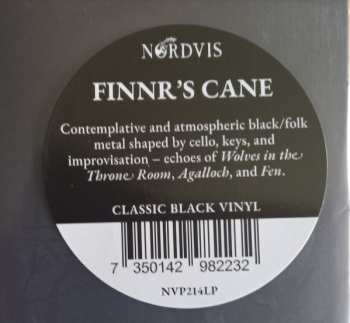 NORDVIS
FINNR'S CANE
Contemplative and atmospheric black/folk
metal shaped by cello, keys, and
improvisation – echoes of Wolves in the
Throne Room, Agalloch, and Fen.
CLASSIC BLACK VINYL
7 350142 982232
NVP214LP